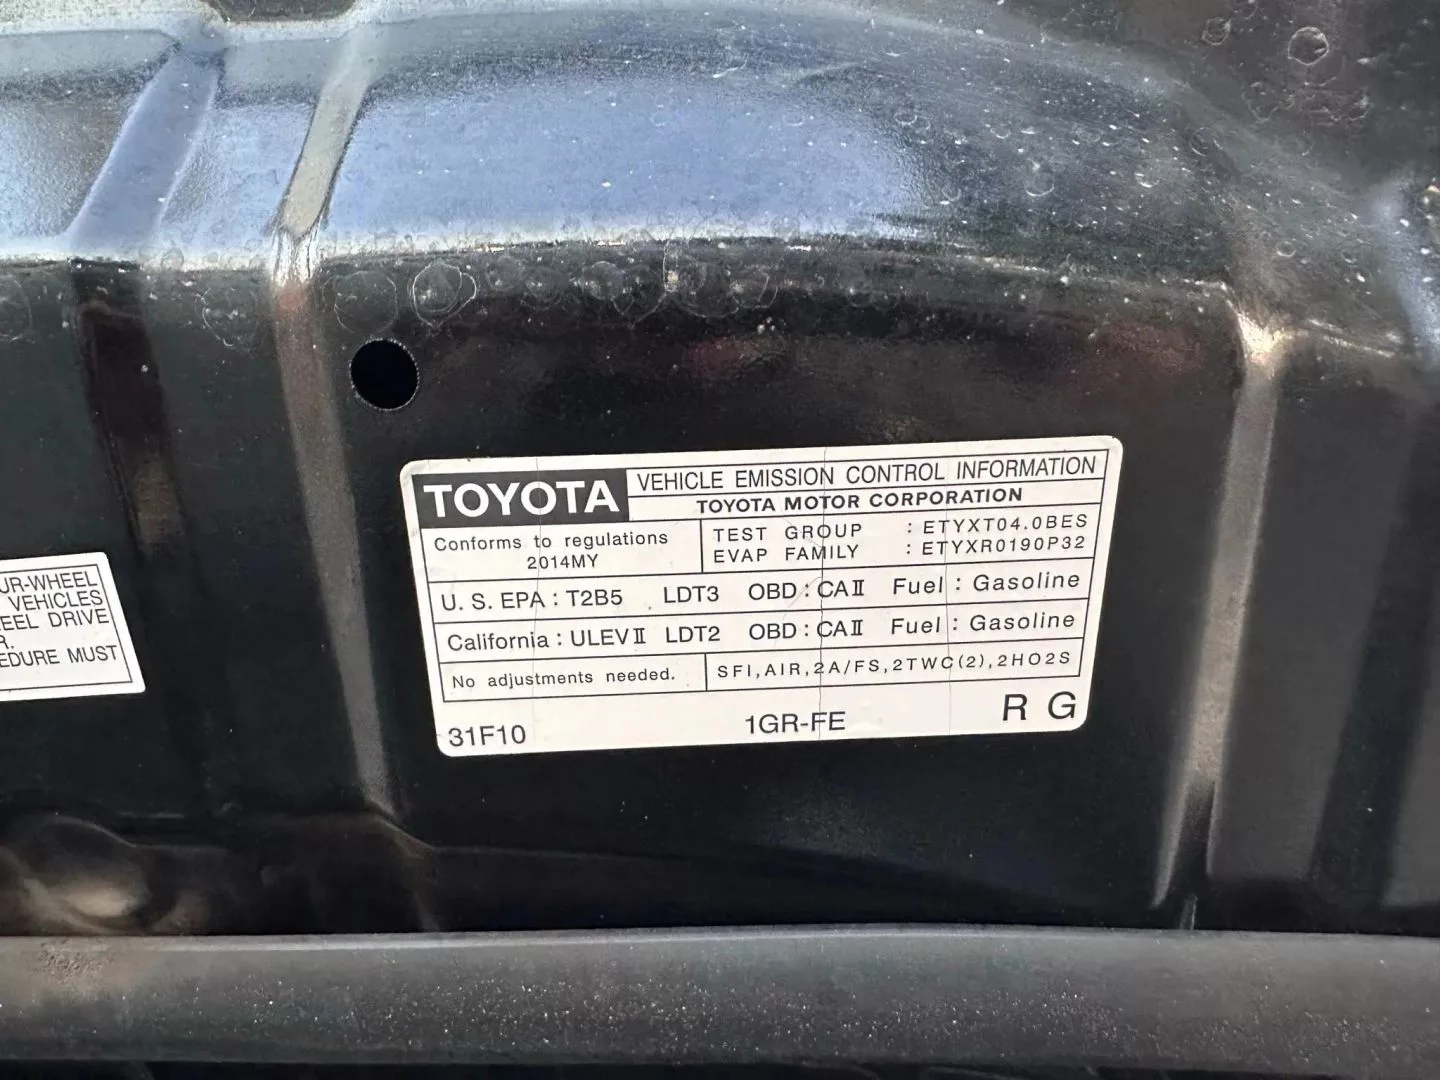 UR-WHEEL
VEHICLES
EEL DRIVE
R.
EDURE MUST
TOYOTA
VEHICLE EMISSION CONTROL INFORMATION
TOYOTA MOTOR CORPORATION
Conforms to regulations
2014MY
TEST GROUP : ETYXT04.0BES
EVAP FAMILY : ETYXR0190P32
U. S. EPA : T2B5 LDT3 OBD : CAⅡ Fuel : Gasoline
California : ULEVⅡ LDT2 OBD : CAⅡ Fuel : Gasoline
No adjustments needed.
SFI,AIR,2A/FS,2TWC(2),2HO2S
31F10 1GR-FE R G